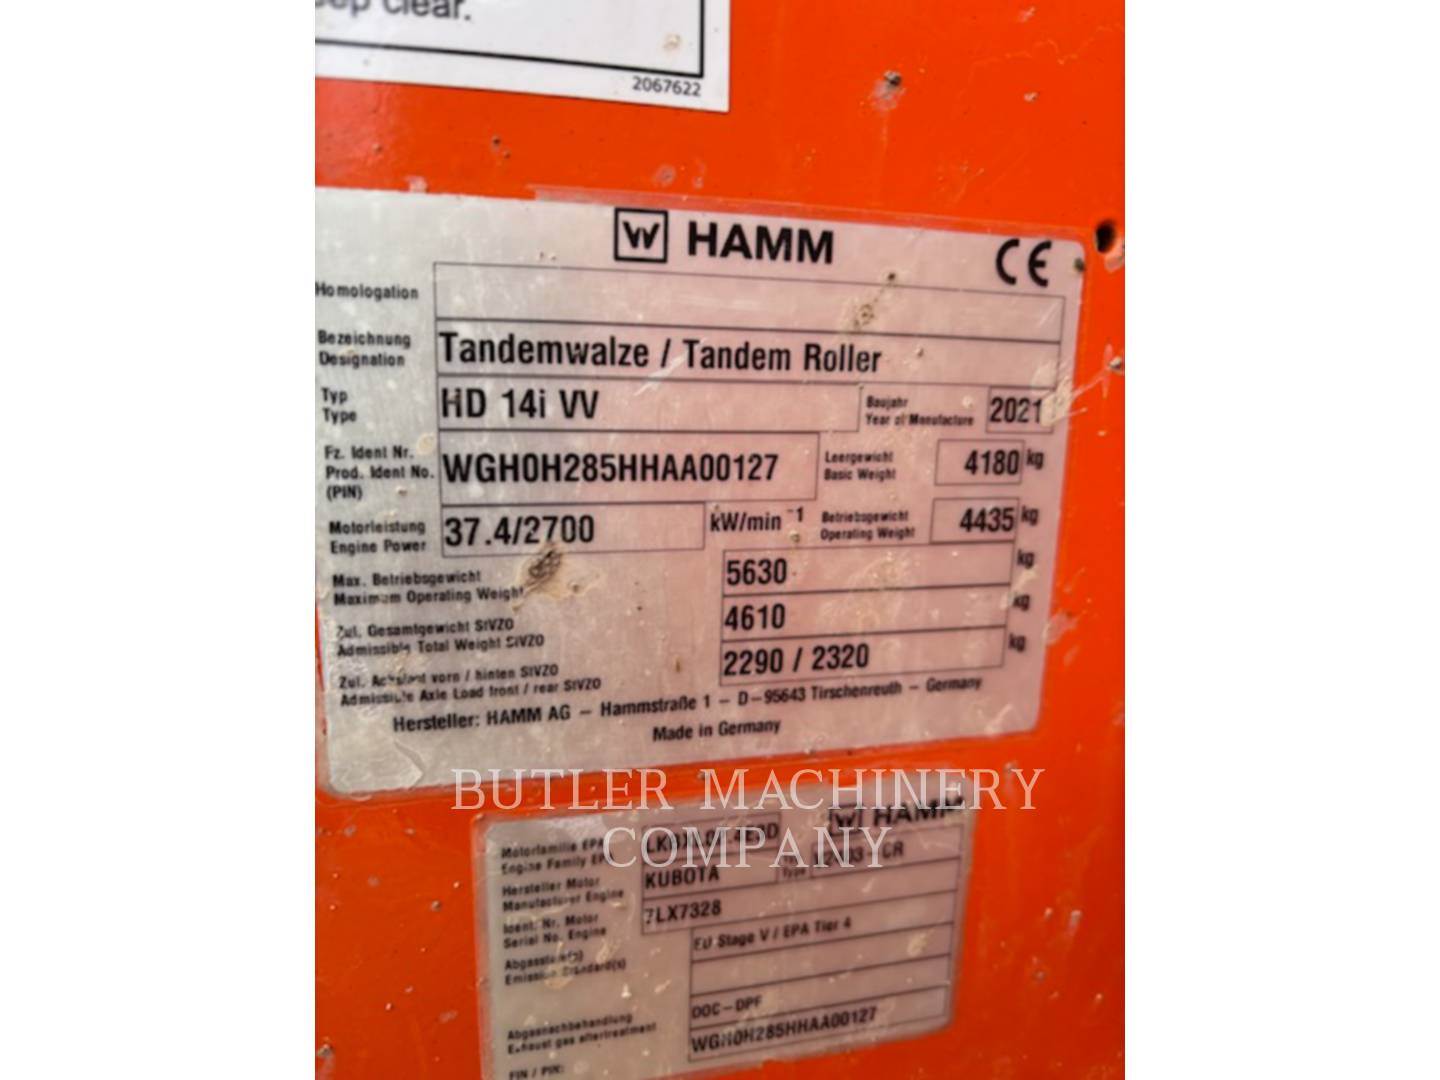 clear.
2067622
W HAMM CE
Homologation
Bezeichnung
Designation
Tandemwalze / Tandem Roller
Typ
Type
HD 14i VV
Baujahr
Year of Manufacture
2021
Fz. Ident Nr.
Prod. Ident No.
(PIN)
WGH0H285HHAA00127
Leergewicht
Basic Weight
4180 kg
Motorleistung
Engine Power
37.4/2700 kW/min -1
Betriebsgewicht
Operating Weight
4435 kg
Max. Betriebsgewicht
Maximum Operating Weight
5630 kg
Zul. Gesamtgewicht StVZO
Admissible Total Weight StVZO
4610 kg
Zul. Achslast vorn / hinten StVZO
Admissible Axle Load front / rear StVZO
2290 / 2320 kg
Hersteller: HAMM AG – Hammstraße 1 – D–95643 Tirschenreuth – Germany
Made in Germany
BUTLER MACHINERY
COMPANY
W HAMM
Motorfamilie EPA
Engine Family
Hersteller Motor
Manufacturer Engine
KUBOTA
Type
Ident. Nr. Motor
Serial No. Engine
7LX7328
Abgasstandard(s)
Emission Standard(s)
EU Stage V / EPA Tier 4
Abgasnachbehandlung
Exhaust gas aftertreatment
DOC–DPF
FIN / PIN:
WGH0H285HHAA00127